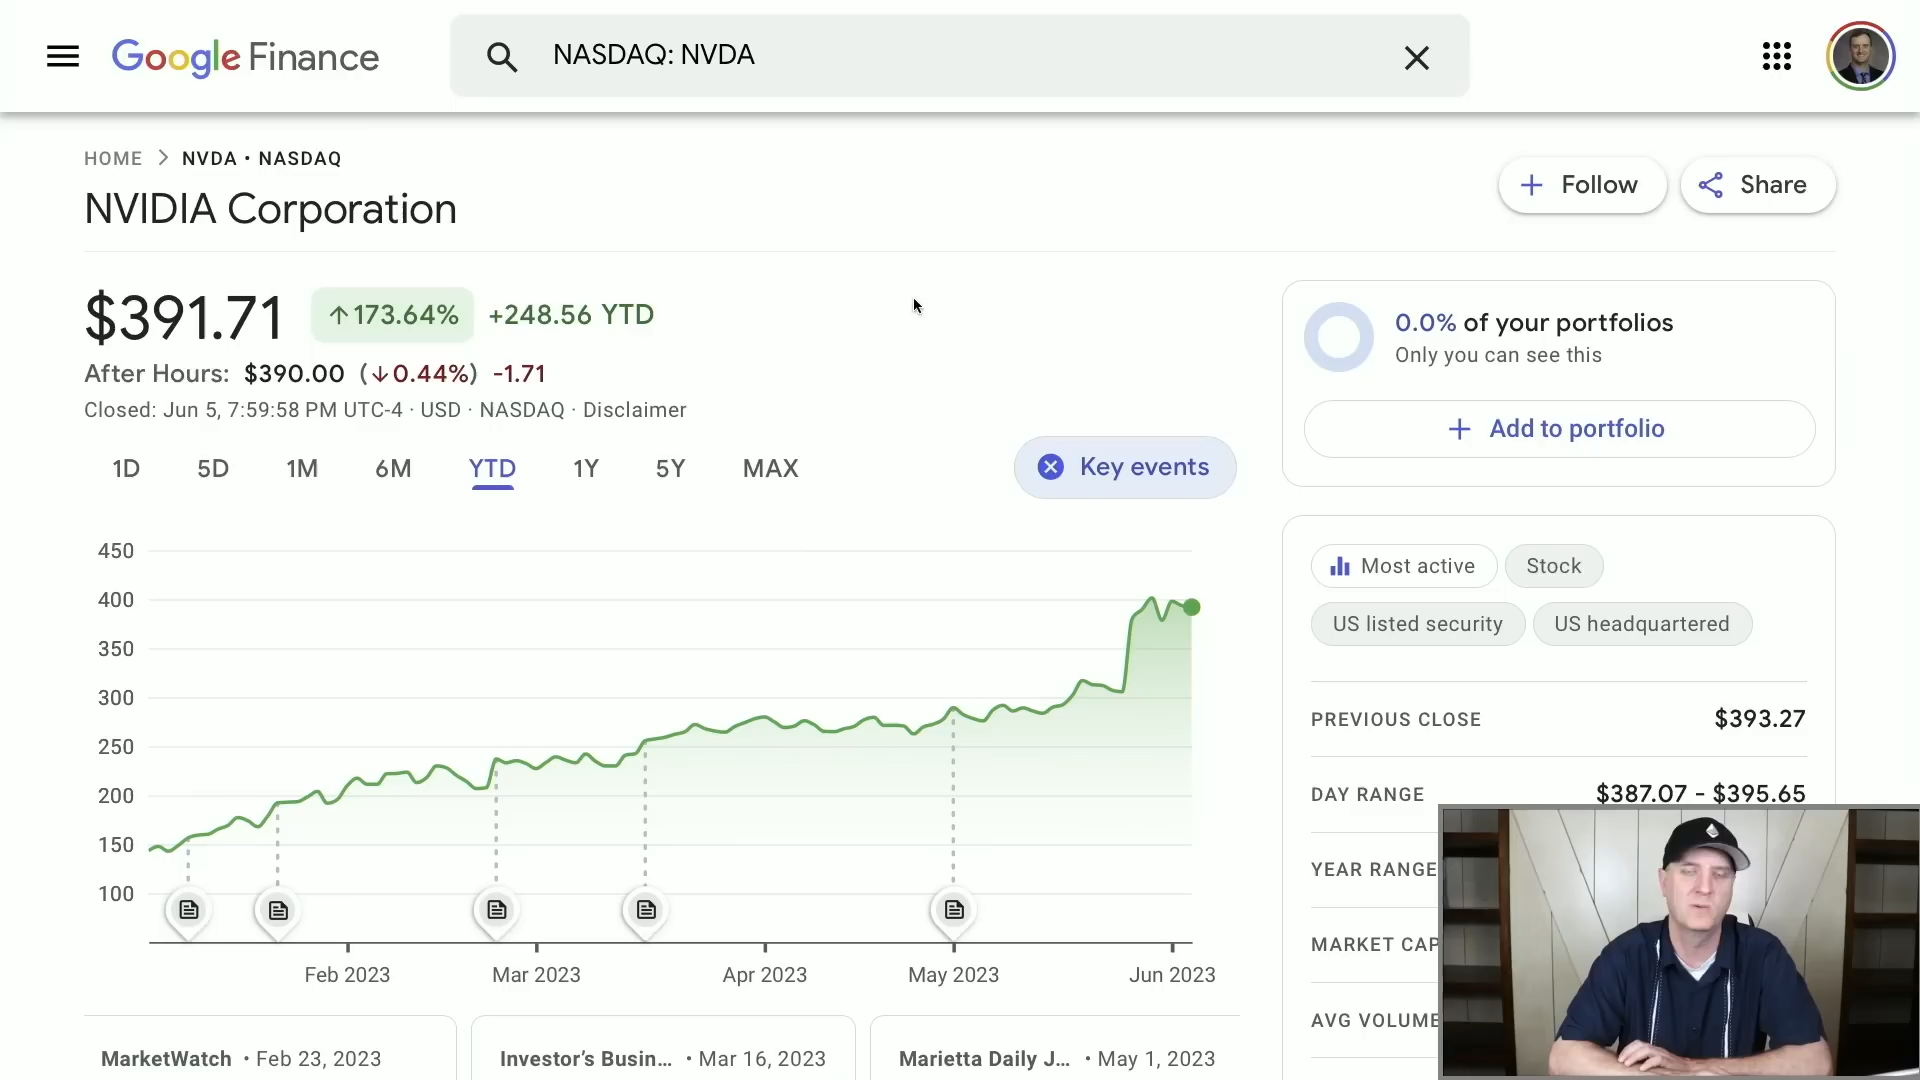 Google Finance
NASDAQ: NVDA
HOME > NVDA • NASDAQ
NVIDIA Corporation
Follow
Share
$391.71
↑173.64%
+248.56 YTD
After Hours: $390.00 (↓0.44%) -1.71
Closed: Jun 5, 7:59:58 PM UTC-4 · USD · NASDAQ · Disclaimer
1D 5D 1M 6M YTD 1Y 5Y MAX
Key events
450
400
350
300
250
200
150
100
Feb 2023 Mar 2023 Apr 2023 May 2023 Jun 2023
MarketWatch • Feb 23, 2023
Investor's Busin... • Mar 16, 2023
Marietta Daily J... • May 1, 2023
0.0% of your portfolios
Only you can see this
+ Add to portfolio
Most active
Stock
US listed security
US headquartered
PREVIOUS CLOSE $393.27
DAY RANGE $387.07 - $395.65
YEAR RANGE
MARKET CAP
AVG VOLUME